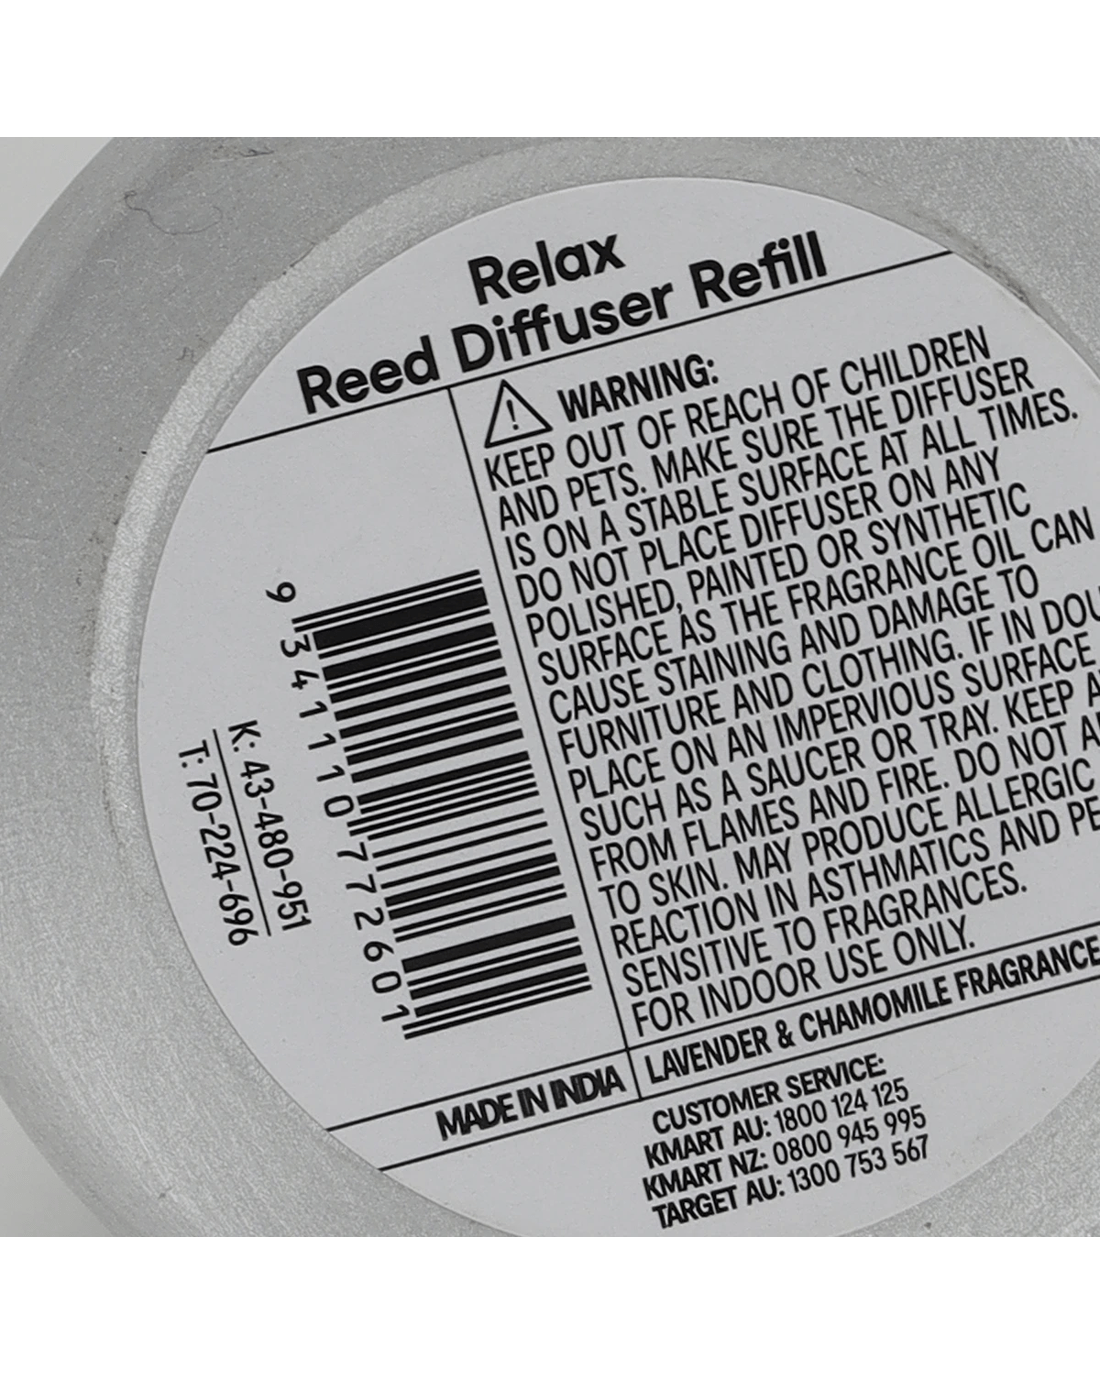 Relax
Reed Diffuser Refill
WARNING:
KEEP OUT OF REACH OF CHILDREN
AND PETS. MAKE SURE THE DIFFUSER
IS ON A STABLE SURFACE AT ALL TIMES.
DO NOT PLACE DIFFUSER ON ANY
POLISHED, PAINTED OR SYNTHETIC
SURFACE AS THE FRAGRANCE OIL CAN
CAUSE STAINING AND DAMAGE TO
FURNITURE AND CLOTHING. IF IN
PLACE ON AN IMPERVIOUS SURFACE
SUCH AS A SAUCER OR TRAY. KEEP
FROM FLAMES AND FIRE. DO NOT
TO SKIN. MAY PRODUCE ALLERGIC
REACTION IN ASTHMATICS AND
SENSITIVE TO FRAGRANCES.
FOR INDOOR USE ONLY.
9 341110 772601
K: 43-480-951
T: 70-224-696
MADE IN INDIA
LAVENDER & CHAMOMILE FRAGRANCE
CUSTOMER SERVICE:
KMART AU: 1800 124 125
KMART NZ: 0800 945 995
TARGET AU: 1300 753 567